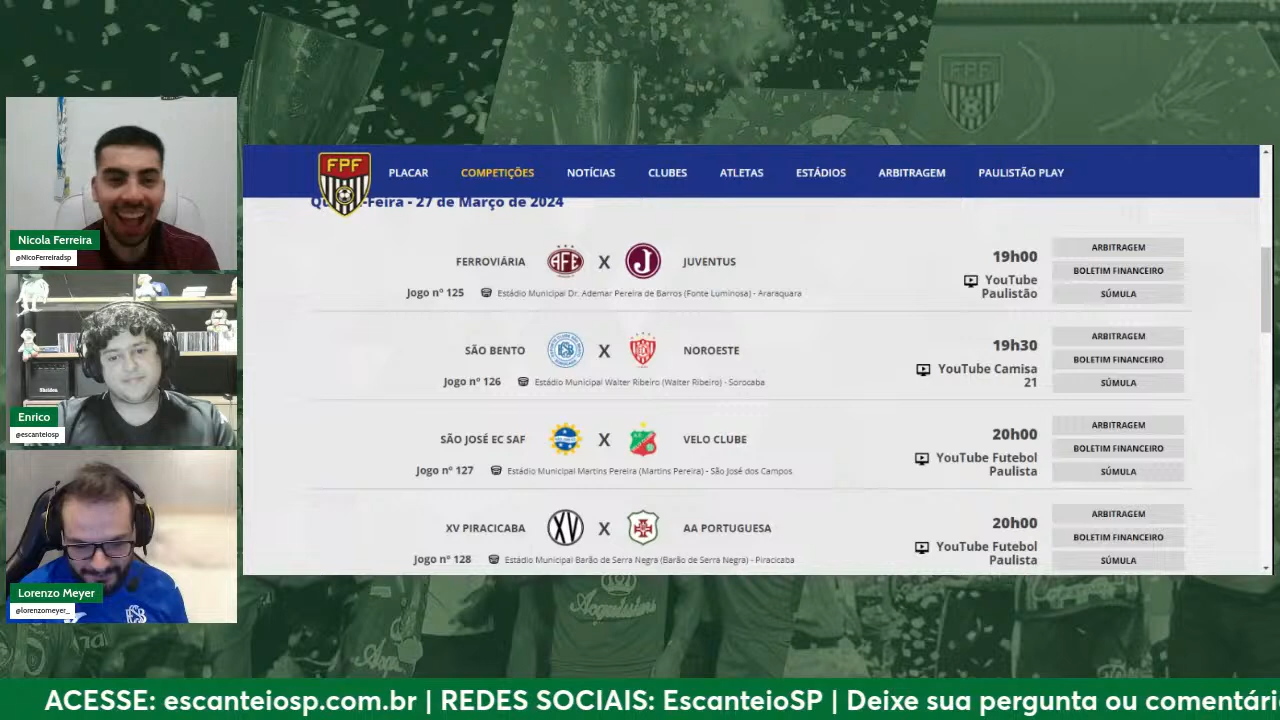 FPF
FPF
PLACAR COMPETIÇÕES NOTÍCIAS CLUBES ATLETAS ESTÁDIOS ARBITRAGEM PAULISTÃO PLAY
-Feira - 27 de Março de 2024
FERROVIÁRIA AFE X J JUVENTUS
Jogo nº 125 Estádio Municipal Dr. Ademar Pereira de Barros (Fonte Luminosa) - Araraquara
19h00
YouTube
Paulistão
ARBITRAGEM
BOLETIM FINANCEIRO
SÚMULA
SÃO BENTO X NOROESTE
Jogo nº 126 Estádio Municipal Walter Ribeiro (Walter Ribeiro) - Sorocaba
19h30
YouTube Camisa
21
ARBITRAGEM
BOLETIM FINANCEIRO
SÚMULA
SÃO JOSÉ EC SAF X VELO CLUBE
Jogo nº 127 Estádio Municipal Martins Pereira (Martins Pereira) - São José dos Campos
20h00
YouTube Futebol
Paulista
ARBITRAGEM
BOLETIM FINANCEIRO
SÚMULA
XV PIRACICABA XV X AA PORTUGUESA
Jogo nº 128 Estádio Municipal Barão de Serra Negra (Barão de Serra Negra) - Piracicaba
20h00
YouTube Futebol
Paulista
ARBITRAGEM
BOLETIM FINANCEIRO
SÚMULA
Nicola Ferreira
@NicoFerreiradsp
Enrico
@escanteiosp
Lorenzo Meyer
@lorenzomeyer_
ACESSE: escanteiosp.com.br | REDES SOCIAIS: EscanteioSP | Deixe sua pergunta ou comentári